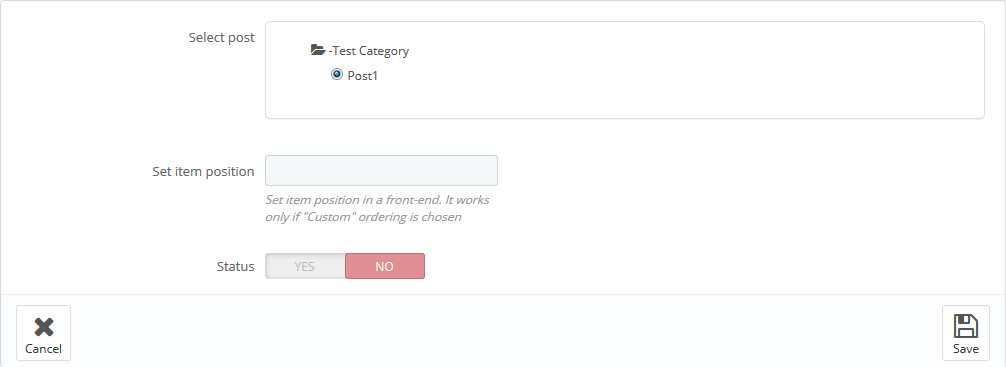 Select post
-Test Category
Post1
Set item position
Set item position in a front-end. It works
only if "Custom" ordering is chosen
Status YES NO
Cancel Save